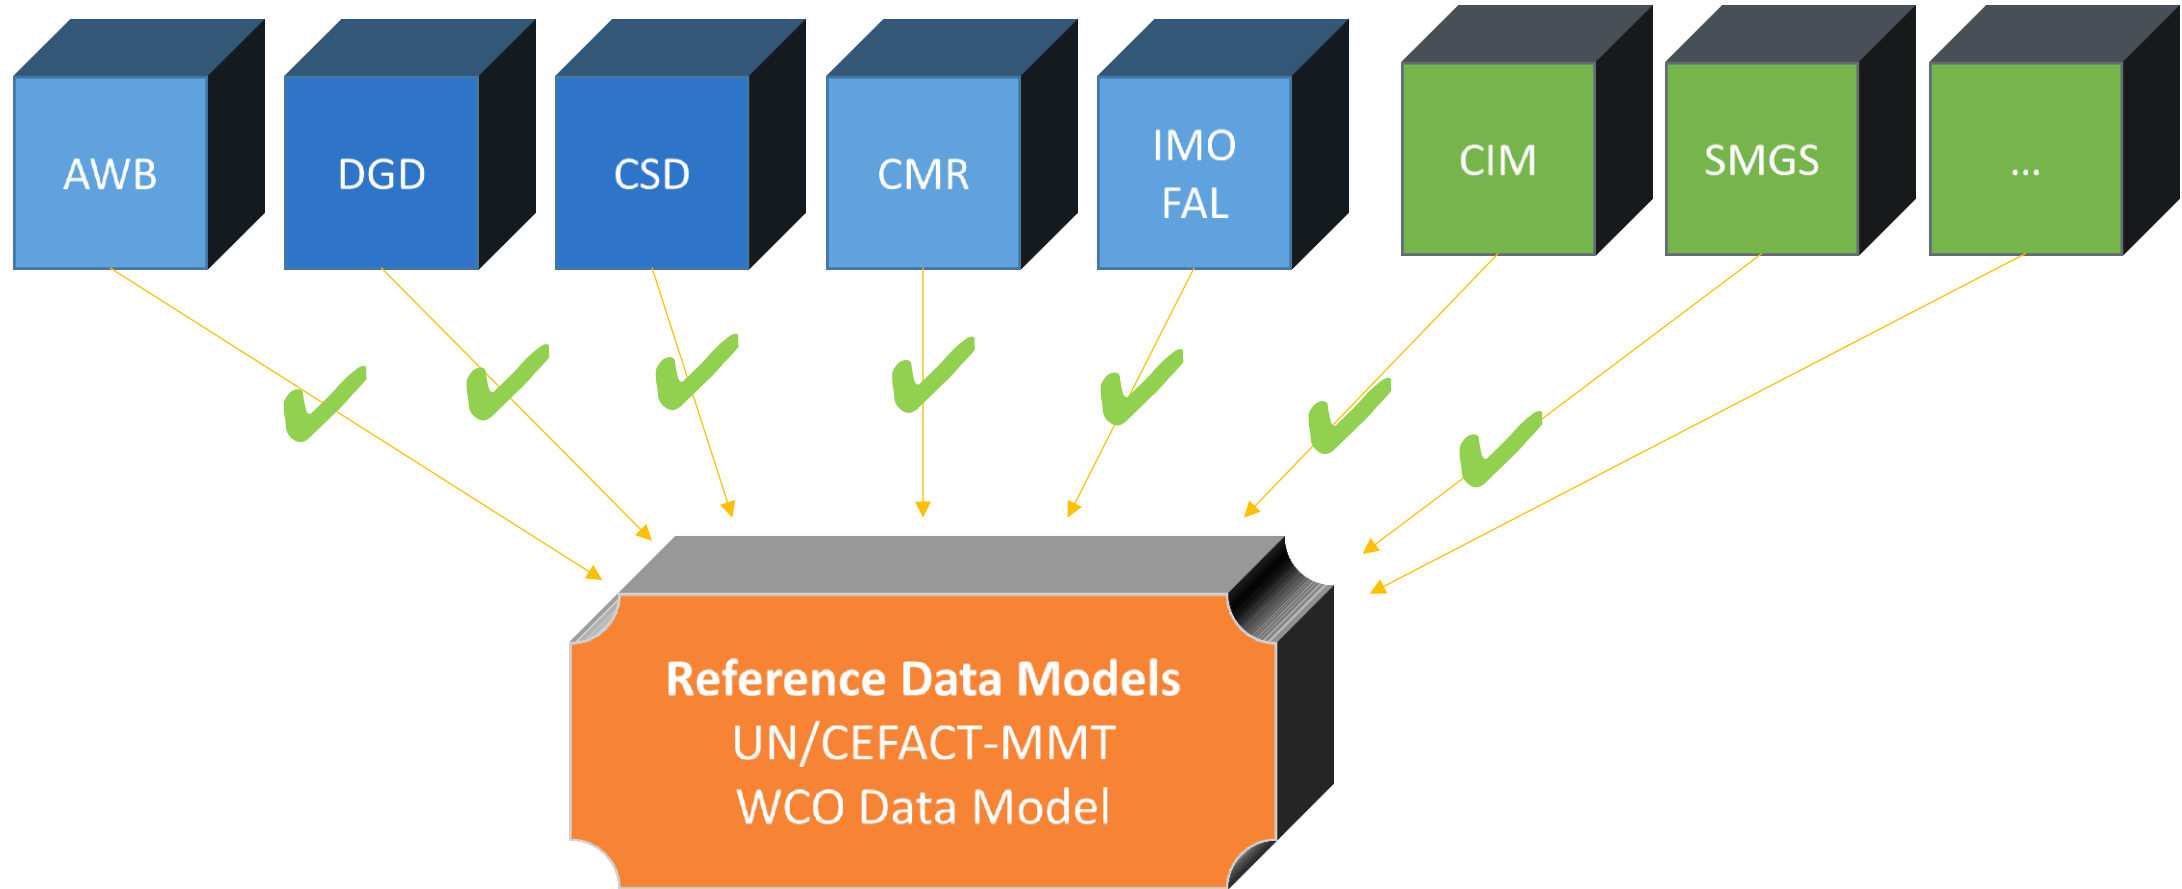 AWB
DGD
CSD
CMR
IMO
FAL
CIM
SMGS
...
Reference Data Models
UN/CEFACT-MMT
WCO Data Model